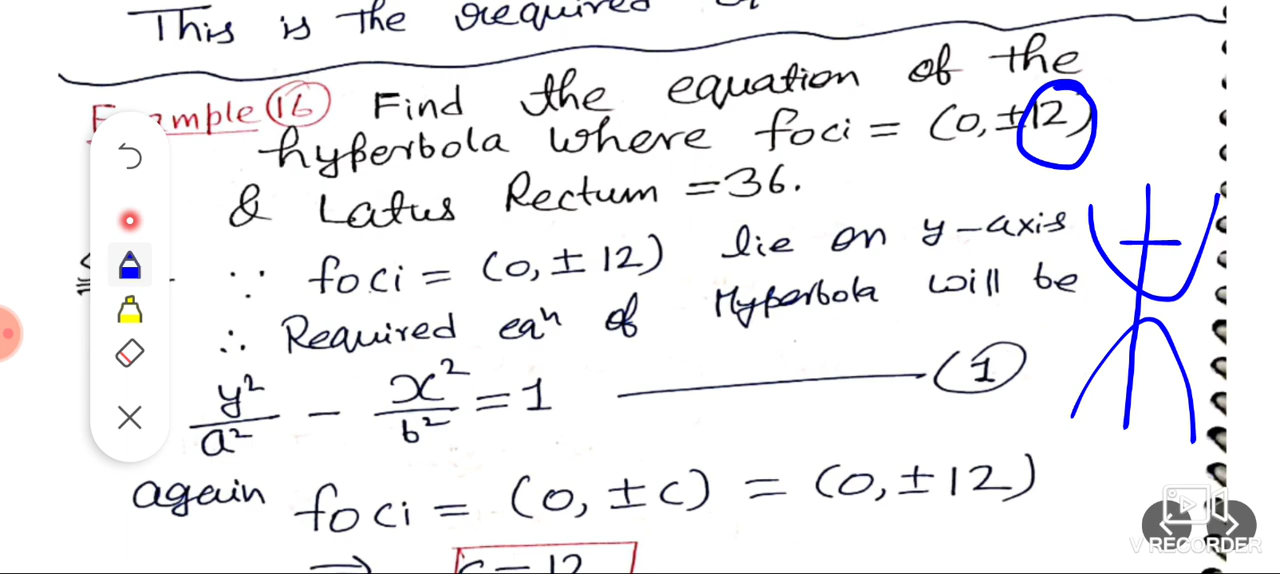 This is the required
Example 16 Find the equation of the
hyperbola where foci = (0, ±12)
& Latus Rectum = 36.
∵ foci = (0, ± 12) lie on y-axis
∴ Required eqn of Hyperbola will be
y²/a² - x²/b² = 1 (1)
again foci = (0, ±c) = (0, ±12)
⇒ c = 12
V RECORDER